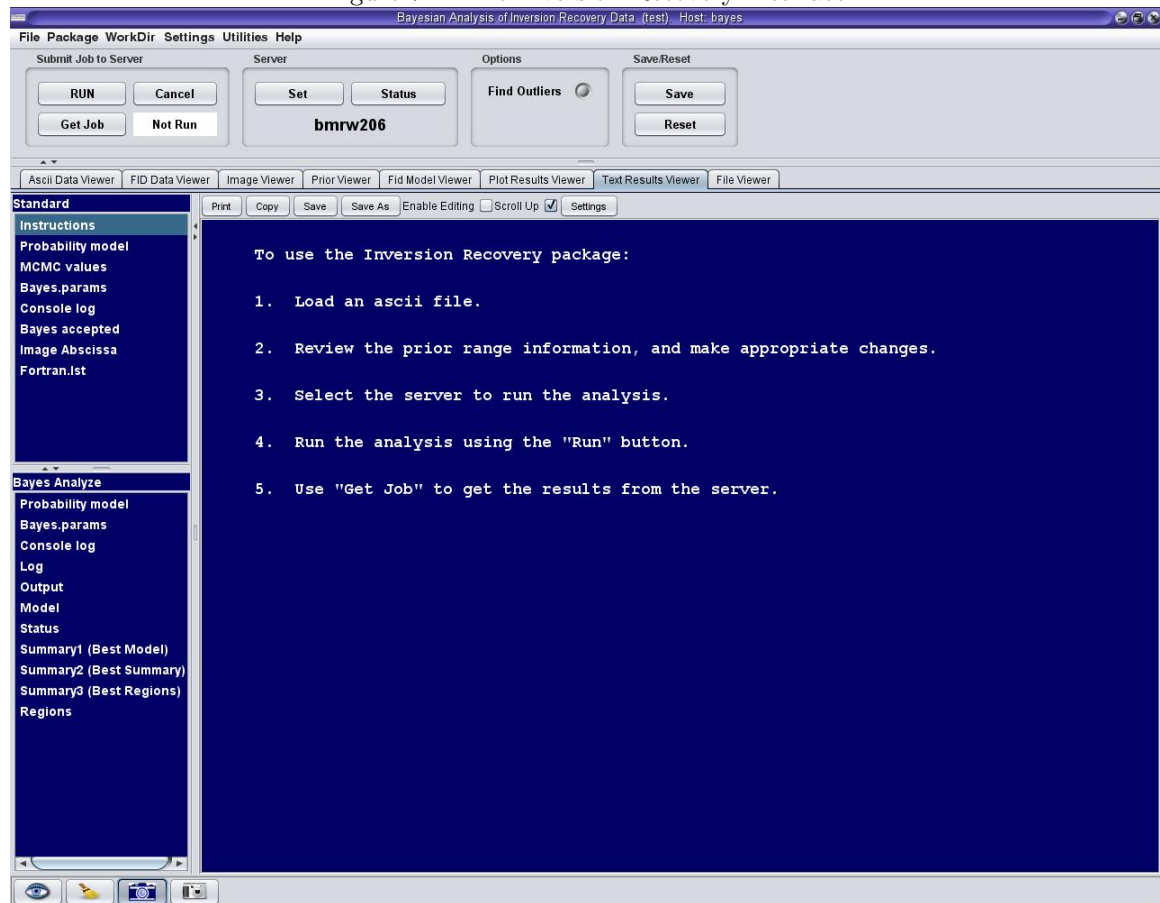 Bayesian Analysis of Inversion Recovery Data (test), Host: bayes
File Package WorkDir Settings Utilities Help
Submit Job to Server Server Options Save/Reset
RUN Cancel Set Status Find Outliers Save
Get Job Not Run bmrw206 Reset
Ascii Data Viewer FID Data Viewer Image Viewer Prior Viewer Fid Model Viewer Plot Results Viewer Text Results Viewer File Viewer
Print Copy Save Save As Enable Editing Scroll Up Settings
Standard
Instructions
Probability model
MCMC values
Bayes.params
Console log
Bayes accepted
Image Abscissa
Fortran.lst
Bayes Analyze
Probability model
Bayes.params
Console log
Log
Output
Model
Status
Summary1 (Best Model)
Summary2 (Best Summary)
Summary3 (Best Regions)
Regions
To use the Inversion Recovery package:
1. Load an ascii file.
2. Review the prior range information, and make appropriate changes.
3. Select the server to run the analysis.
4. Run the analysis using the "Run" button.
5. Use "Get Job" to get the results from the server.